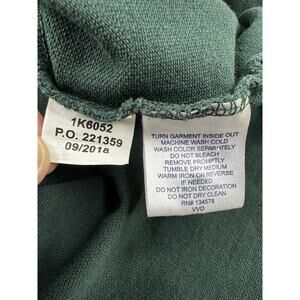 1K6052
P.O. 221359
09/2018
TURN GARMENT INSIDE OUT
MACHINE WASH COLD
WASH COLOR SEPARATELY
DO NOT BLEACH
REMOVE PROMPTLY
TUMBLE DRY MEDIUM
WARM IRON ON REVERSE
IF NEEDED
DO NOT IRON DECORATION
DO NOT DRY CLEAN
RN# 134578
VVO